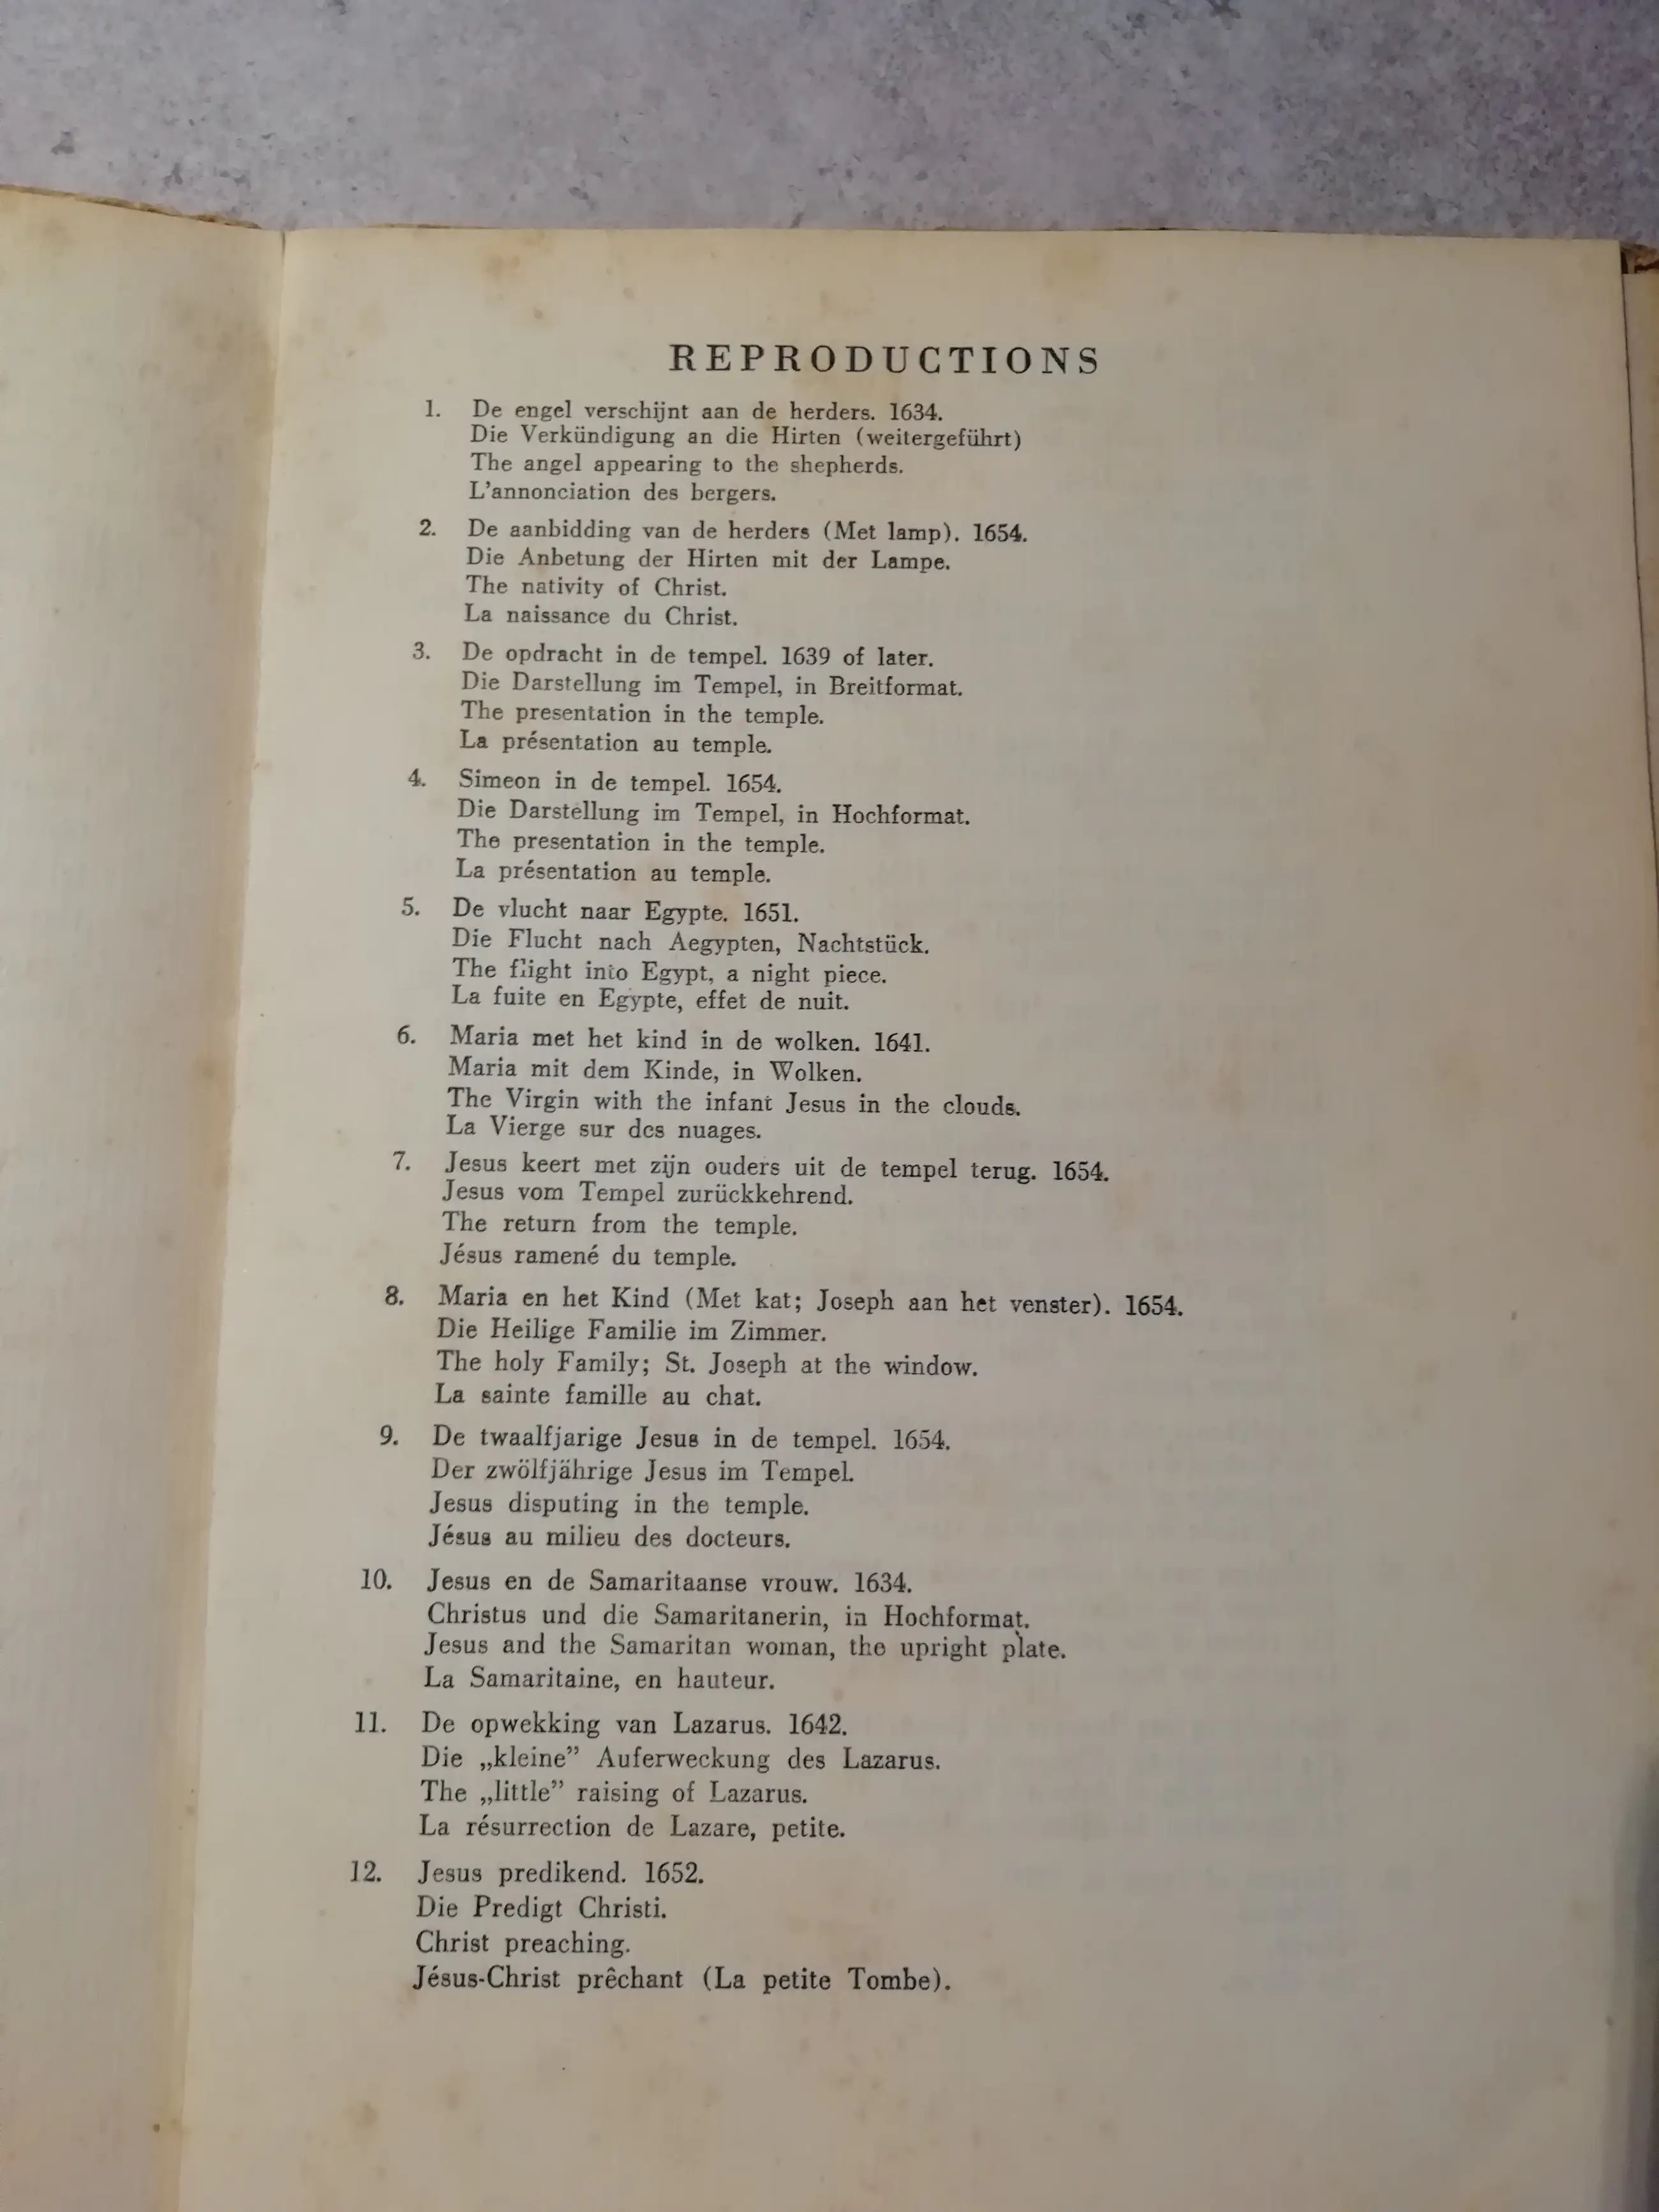 REPRODUCTIONS
1. De engel verschijnt aan de herders. 1634.
Die Verkündigung an die Hirten (weitergeführt)
The angel appearing to the shepherds.
L'annonciation des bergers.
2. De aanbidding van de herders (Met lamp). 1654.
Die Anbetung der Hirten mit der Lampe.
The nativity of Christ.
La naissance du Christ.
3. De opdracht in de tempel. 1639 of later.
Die Darstellung im Tempel, in Breitformat.
The presentation in the temple.
La présentation au temple.
4. Simeon in de tempel. 1654.
Die Darstellung im Tempel, in Hochformat.
The presentation in the temple.
La présentation au temple.
5. De vlucht naar Egypte. 1651.
Die Flucht nach Aegypten, Nachtstück.
The flight into Egypt, a night piece.
La fuite en Egypte, effet de nuit.
6. Maria met het kind in de wolken. 1641.
Maria mit dem Kinde, in Wolken.
The Virgin with the infant Jesus in the clouds.
La Vierge sur des nuages.
7. Jesus keert met zijn ouders uit de tempel terug. 1654.
Jesus vom Tempel zurückkehrend.
The return from the temple.
Jésus ramené du temple.
8. Maria en het Kind (Met kat; Joseph aan het venster). 1654.
Die Heilige Familie im Zimmer.
The holy Family; St. Joseph at the window.
La sainte famille au chat.
9. De twaalfjarige Jesus in de tempel. 1654.
Der zwölfjährige Jesus im Tempel.
Jesus disputing in the temple.
Jésus au milieu des docteurs.
10. Jesus en de Samaritaanse vrouw. 1634.
Christus und die Samaritanerin, in Hochformat.
Jesus and the Samaritan woman, the upright plate.
La Samaritaine, en hauteur.
11. De opwekking van Lazarus. 1642.
Die „kleine” Auferweckung des Lazarus.
The „little” raising of Lazarus.
La résurrection de Lazare, petite.
12. Jesus predikend. 1652.
Die Predigt Christi.
Christ preaching.
Jésus-Christ prêchant (La petite Tombe).